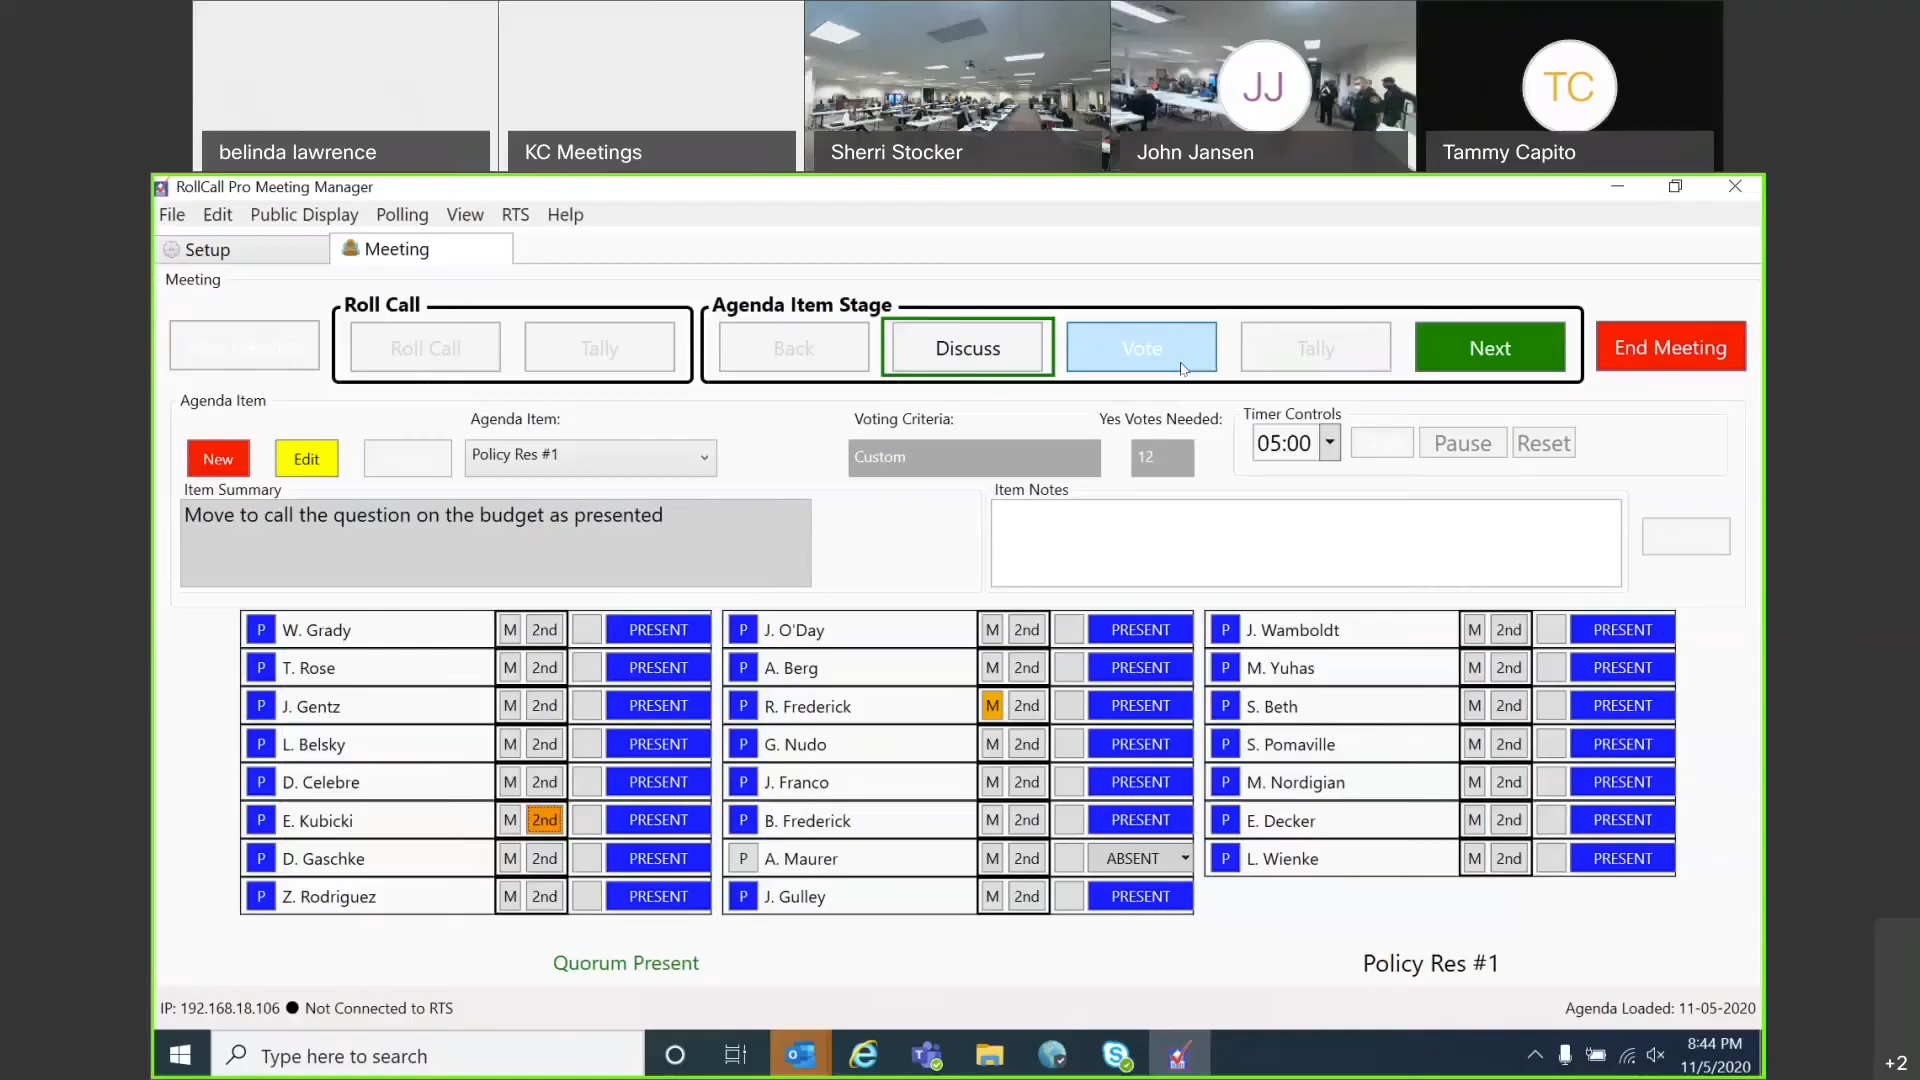 JJ
TC
belinda lawrence
KC Meetings
Sherri Stocker
John Jansen
Tammy Capito
RollCall Pro Meeting Manager
File Edit Public Display Polling View RTS Help
Setup
Meeting
Meeting
Roll Call
Agenda Item Stage
Roll Call
Tally
Back
Discuss
Vote
Tally
Next
End Meeting
Agenda Item
Agenda Item:
Voting Criteria:
Yes Votes Needed:
Timer Controls
New
Edit
Policy Res #1
Custom
12
05:00
Pause
Reset
Item Summary
Item Notes
Move to call the question on the budget as presented
P W. Grady M 2nd PRESENT
P J. O'Day M 2nd PRESENT
P J. Wamboldt M 2nd PRESENT
P T. Rose M 2nd PRESENT
P A. Berg M 2nd PRESENT
P M. Yuhas M 2nd PRESENT
P J. Gentz M 2nd PRESENT
P R. Frederick M 2nd PRESENT
P S. Beth M 2nd PRESENT
P L. Belsky M 2nd PRESENT
P G. Nudo M 2nd PRESENT
P S. Pomaville M 2nd PRESENT
P D. Celebre M 2nd PRESENT
P J. Franco M 2nd PRESENT
P M. Nordigian M 2nd PRESENT
P E. Kubicki M 2nd PRESENT
P B. Frederick M 2nd PRESENT
P E. Decker M 2nd PRESENT
P D. Gaschke M 2nd PRESENT
P A. Maurer M 2nd ABSENT
P L. Wienke M 2nd PRESENT
P Z. Rodriguez M 2nd PRESENT
P J. Gulley M 2nd PRESENT
Quorum Present
Policy Res #1
IP: 192.168.18.106 Not Connected to RTS
Agenda Loaded: 11-05-2020
Type here to search
8:44 PM
11/5/2020
+2